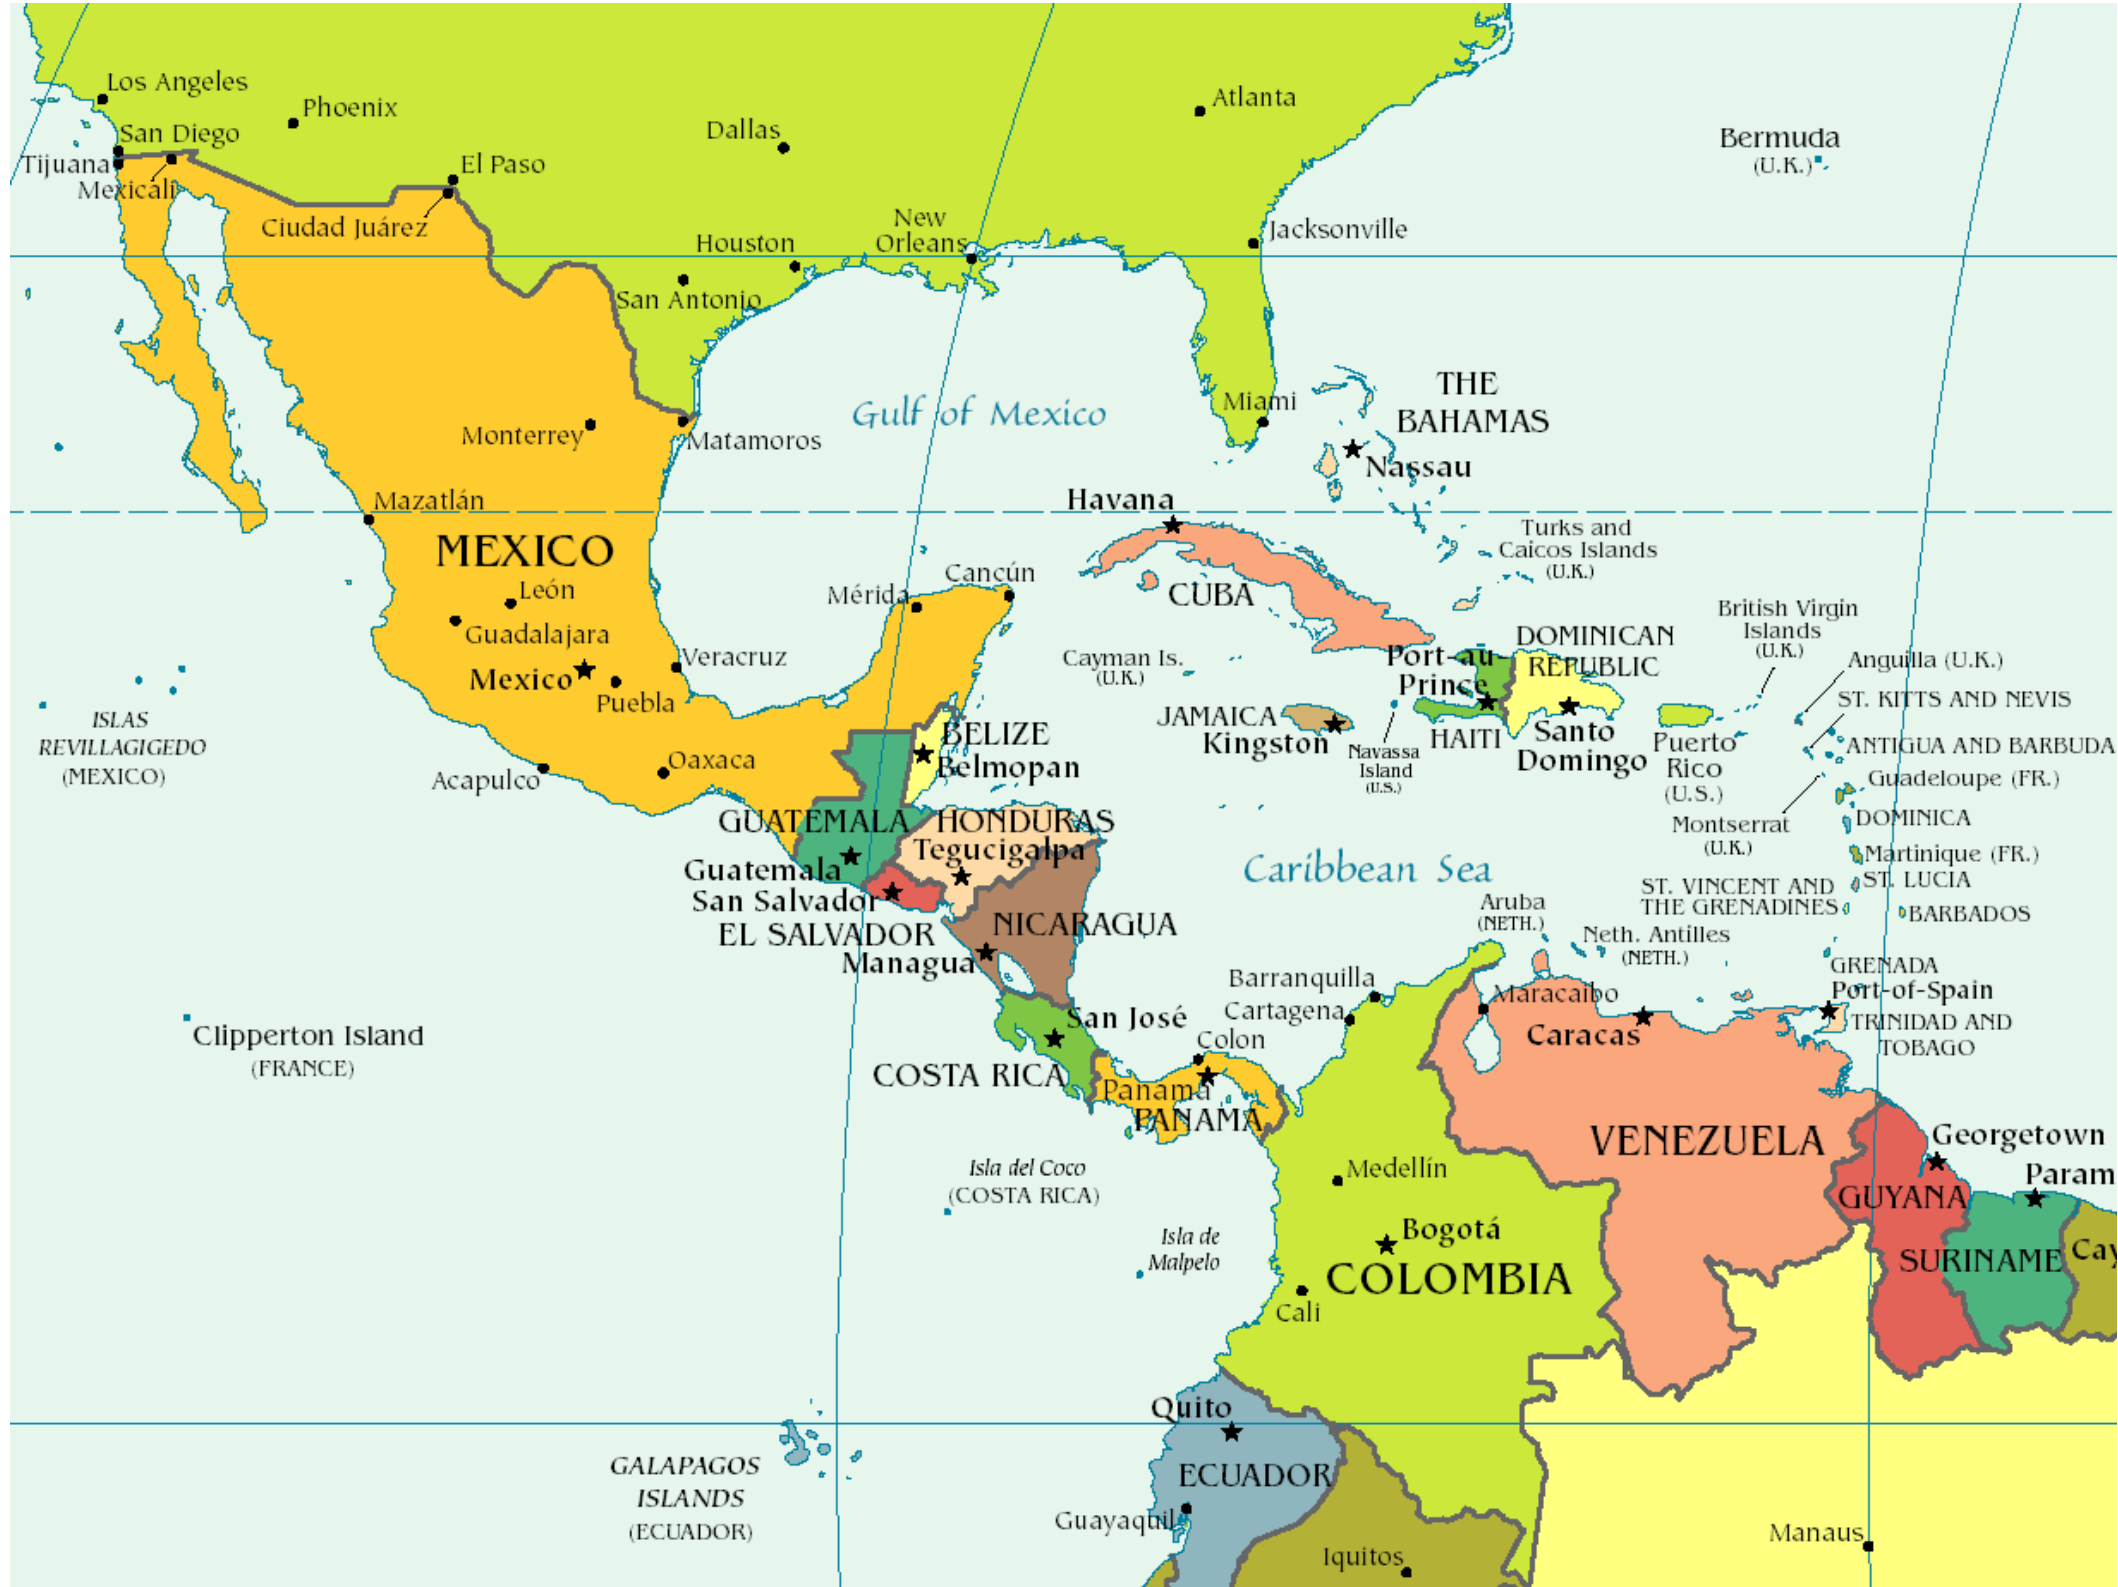 Los Angeles
Phoenix
Dallas
Atlanta
San Diego
Tijuana
Mexicali
El Paso
Ciudad Juárez
Bermuda
(U.K.)
New
Orleans
Houston
San Antonio
Jacksonville
Gulf of Mexico
Miami
THE
BAHAMAS
Nassau
Monterrey
Matamoros
Mazatlán
Havana
MEXICO
León
Guadalajara
Mexico
Puebla
Veracruz
Mérida
Cancún
CUBA
Turks and
Caicos Islands
(U.K.)
Cayman Is.
(U.K.)
British Virgin
Islands
(U.K.)
DOMINICAN
REPUBLIC
Port-au-
Prince
HAITI
Santo
Domingo
JAMAICA
Kingston
Navassa
Island
(U.S.)
Puerto
Rico
(U.S.)
Anguilla (U.K.)
ST. KITTS AND NEVIS
ANTIGUA AND BARBUDA
Guadeloupe (FR.)
Montserrat
(U.K.)
DOMINICA
Martinique (FR.)
ST. LUCIA
ST. VINCENT AND
THE GRENADINES
BARBADOS
ISLAS
REVILLAGIGEDO
(MEXICO)
Acapulco
Oaxaca
BELIZE
Belmopan
GUATEMALA
Guatemala
HONDURAS
Tegucigalpa
San Salvador
EL SALVADOR
NICARAGUA
Managua
Caribbean Sea
Aruba
(NETH.)
Neth. Antilles
(NETH.)
GRENADA
Port-of-Spain
TRINIDAD AND
TOBAGO
Barranquilla
Cartagena
Maracaibo
Caracas
Clipperton Island
(FRANCE)
San José
COSTA RICA
Colon
Panama
PANAMA
VENEZUELA
Georgetown
Param
GUYANA
SURINAME
Cay
Isla del Coco
(COSTA RICA)
Isla de
Malpelo
Medellín
Bogotá
COLOMBIA
Cali
Quito
ECUADOR
Guayaquil
GALAPAGOS
ISLANDS
(ECUADOR)
Iquitos
Manaus